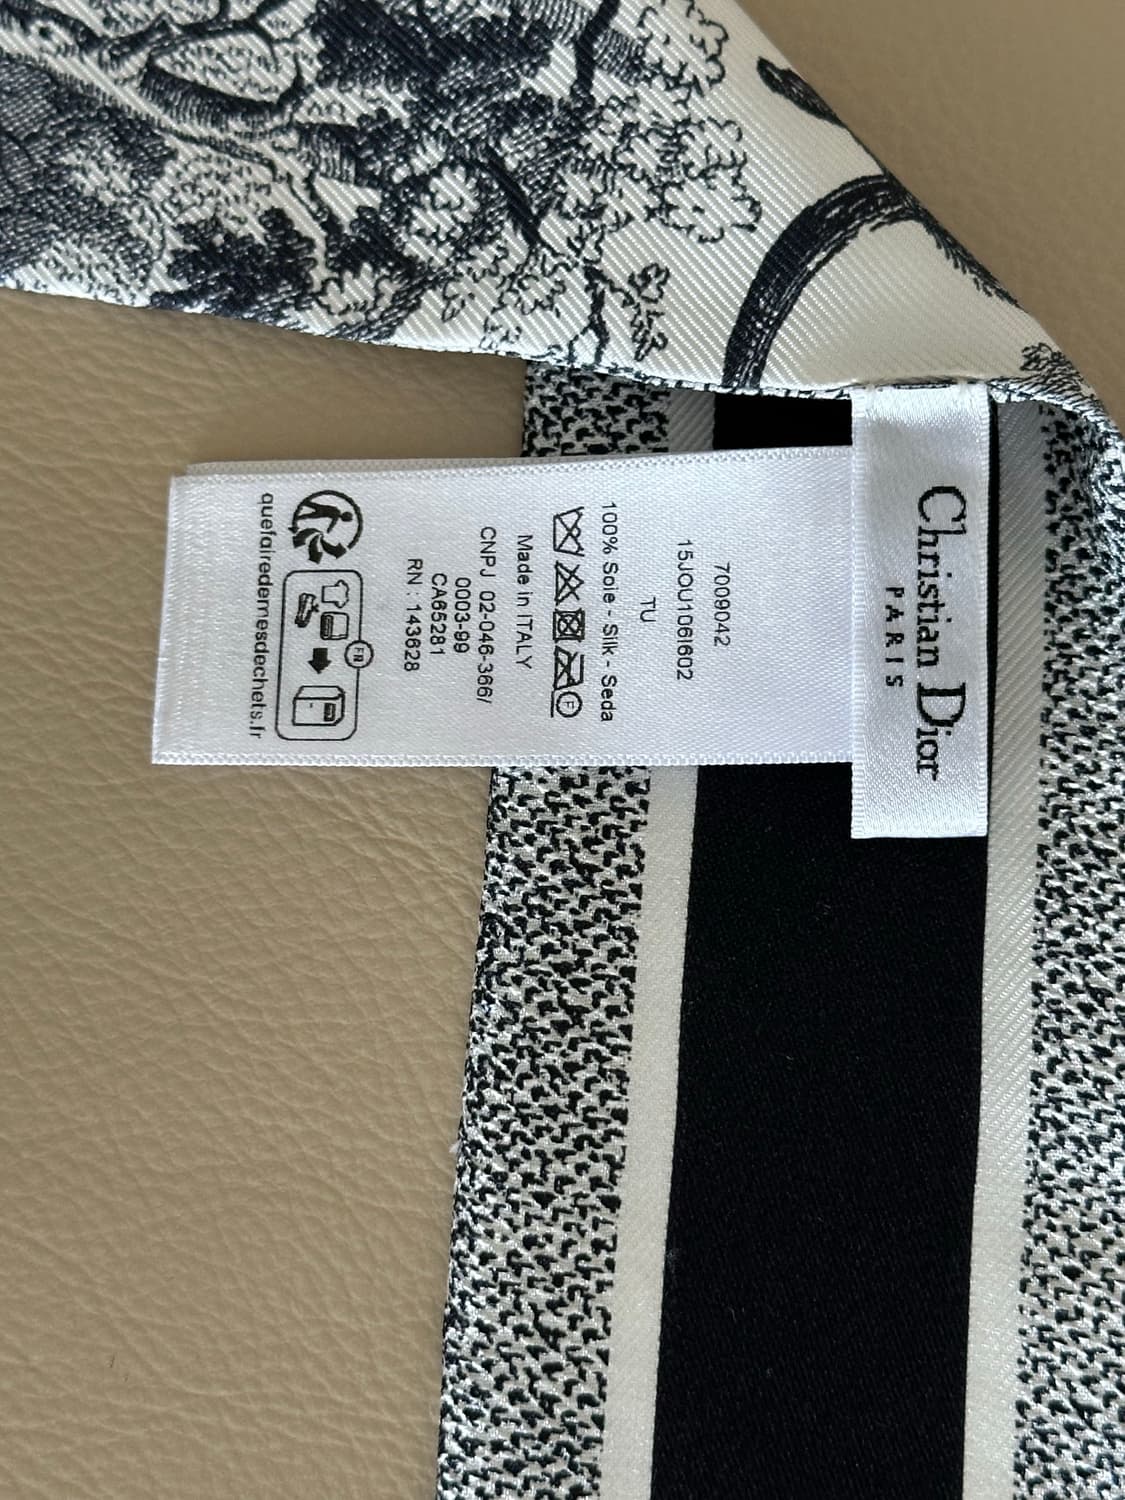 Christian Dior
PARIS
7009042
15JOU106I602
TU
100% Soie - Silk - Seda
F
Made in ITALY
CNPJ 02-046-366/
0003-99
CA65281
RN : 143628
FR
quefairedemesdechets.fr